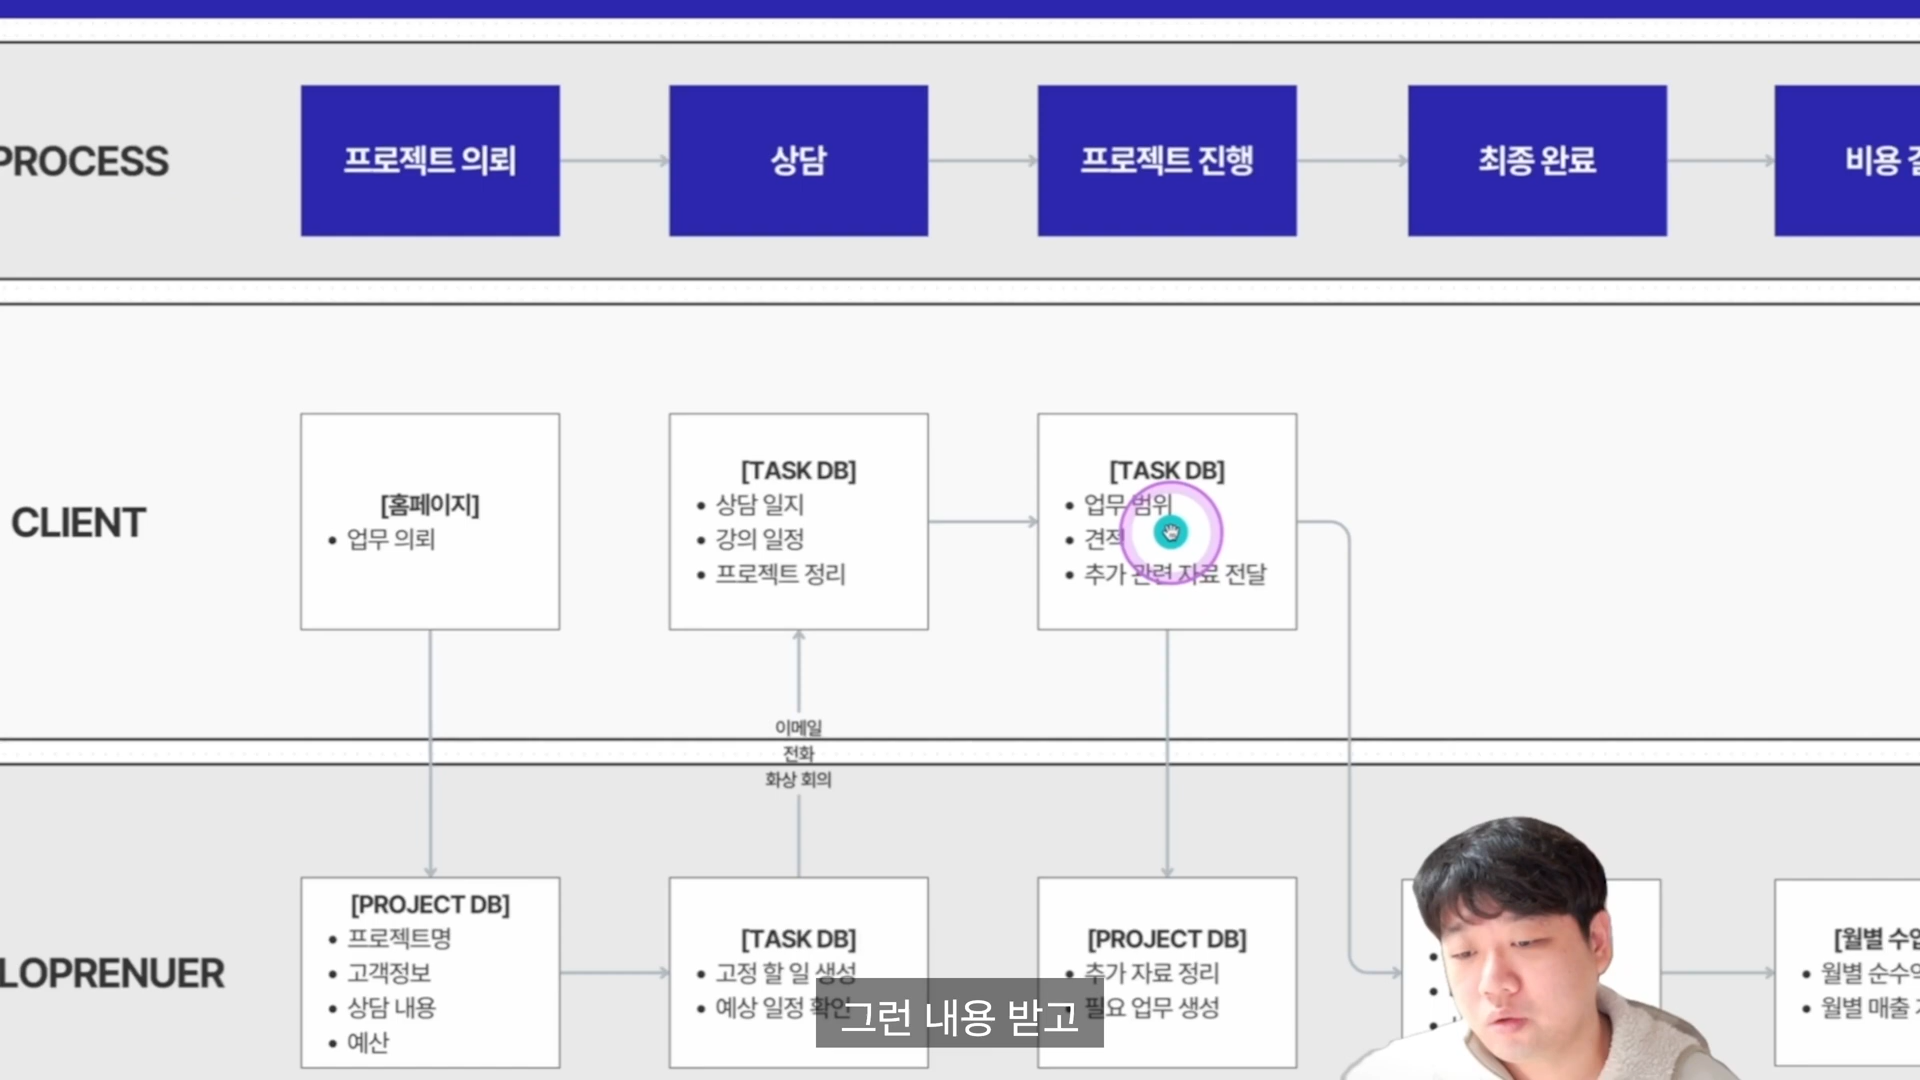 PROCESS
프로젝트 의뢰
상담
프로젝트 진행
최종 완료
비용
CLIENT
[홈페이지]
• 업무 의뢰
[TASK DB]
• 상담 일지
• 강의 일정
• 프로젝트 정리
[TASK DB]
• 업무 범위
• 견적
• 추가 관련 자료 전달
이메일
전화
화상 회의
LOPRENUER
[PROJECT DB]
• 프로젝트명
• 고객정보
• 상담 내용
• 예산
[TASK DB]
• 고정 할 일 생성
• 예상 일정 확인
[PROJECT DB]
• 추가 자료 정리
• 필요 업무 생성
[월별 수입
• 월별 순수익
• 월별 매출
그런 내용 받고